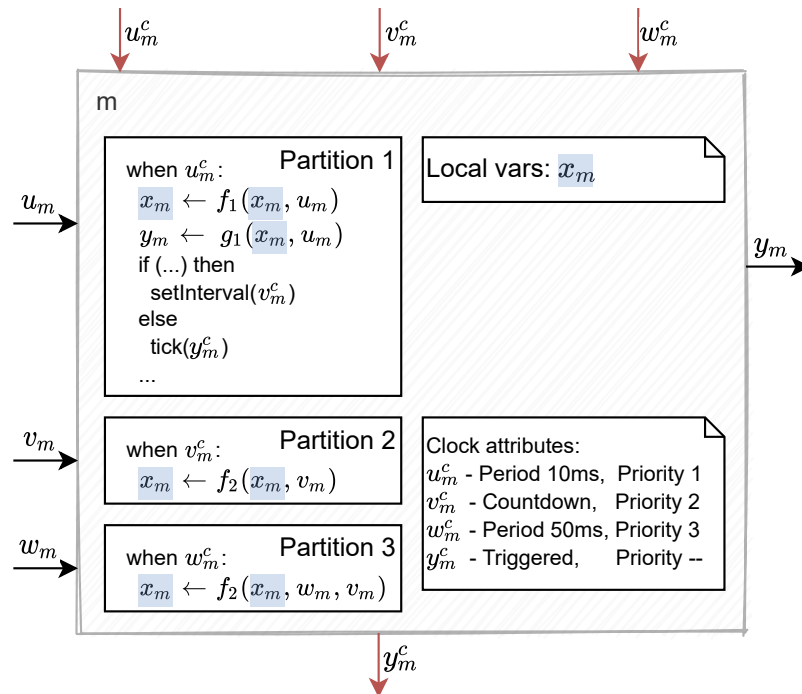 u_m^c
v_m^c
w_m^c
m
Partition 1
when u_m^c:
x_m ← f_1(x_m, u_m)
y_m ← g_1(x_m, u_m)
if (...) then
setInterval(v_m^c)
else
tick(y_m^c)
...
Local vars: x_m
u_m
y_m
Partition 2
when v_m^c:
x_m ← f_2(x_m, v_m)
v_m
Partition 3
when w_m^c:
x_m ← f_2(x_m, w_m, v_m)
w_m
Clock attributes:
u_m^c - Period 10ms, Priority 1
v_m^c - Countdown, Priority 2
w_m^c - Period 50ms, Priority 3
y_m^c - Triggered, Priority --
y_m^c